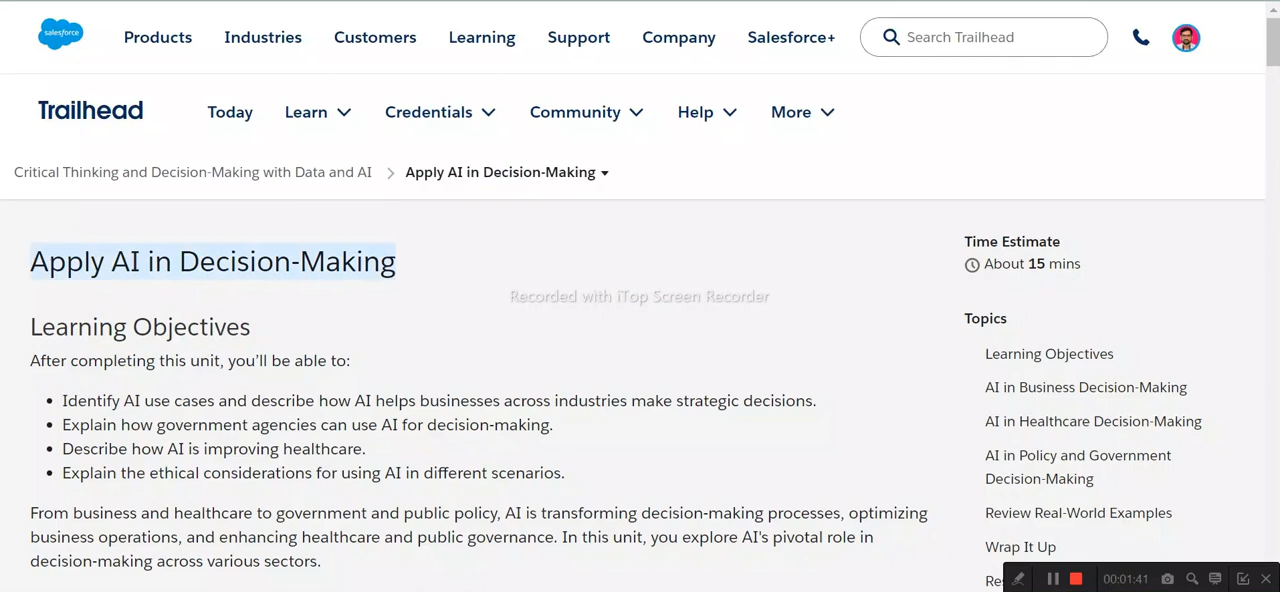 salesforce
Products Industries Customers Learning Support Company Salesforce+ Search Trailhead
Trailhead Today Learn Credentials Community Help More
Critical Thinking and Decision-Making with Data and AI Apply AI in Decision-Making
Apply AI in Decision-Making
Recorded with iTop Screen Recorder
Learning Objectives
After completing this unit, you’ll be able to:
• Identify AI use cases and describe how AI helps businesses across industries make strategic decisions.
• Explain how government agencies can use AI for decision-making.
• Describe how AI is improving healthcare.
• Explain the ethical considerations for using AI in different scenarios.
From business and healthcare to government and public policy, AI is transforming decision-making processes, optimizing
business operations, and enhancing healthcare and public governance. In this unit, you explore AI's pivotal role in
decision-making across various sectors.
Time Estimate
About 15 mins
Topics
Learning Objectives
AI in Business Decision-Making
AI in Healthcare Decision-Making
AI in Policy and Government
Decision-Making
Review Real-World Examples
Wrap It Up
00:01:41